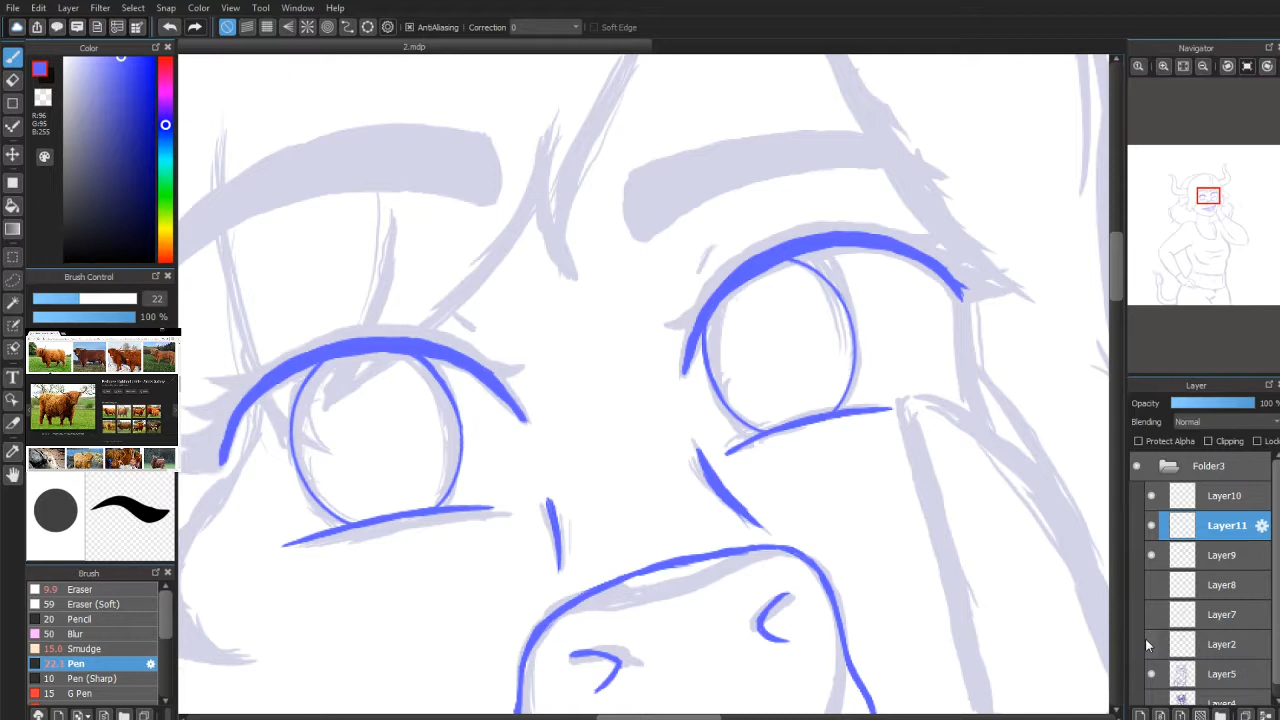 File Edit Layer Filter Select Snap Color View Tool Window Help
AntiAliasing Correction 0 Soft Edge
Color 2.mdp Navigator
R:96
G:95
B:255
Brush Control
22
100 %
Brush
9.9 Eraser
59 Eraser (Soft)
20 Pencil
50 Blur
15.0 Smudge
22.1 Pen
10 Pen (Sharp)
15 G Pen
Layer
Opacity 100 %
Blending Normal
Protect Alpha Clipping
Folder3
Layer10
Layer11
Layer9
Layer8
Layer7
Layer2
Layer5
Layer4